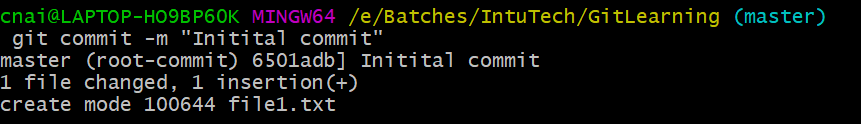 cnai@LAPTOP-HO9BP60K MINGW64 /e/Batches/IntuTech/GitLearning (master)
git commit -m "Initital commit"
master (root-commit) 6501adb] Initital commit
1 file changed, 1 insertion(+)
create mode 100644 file1.txt